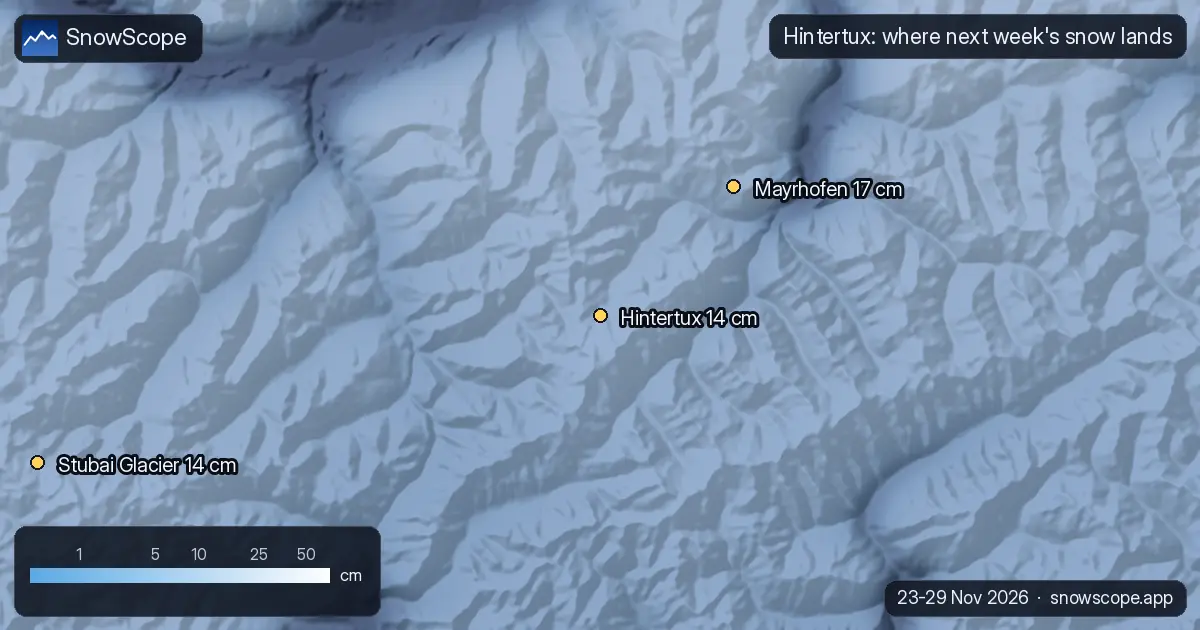 SnowScope
Hintertux: where next week's snow lands
Mayrhofen 17 cm
Hintertux 14 cm
Stubai Glacier 14 cm
1 5 10 25 50
cm
23-29 Nov 2026 · snowscope.app